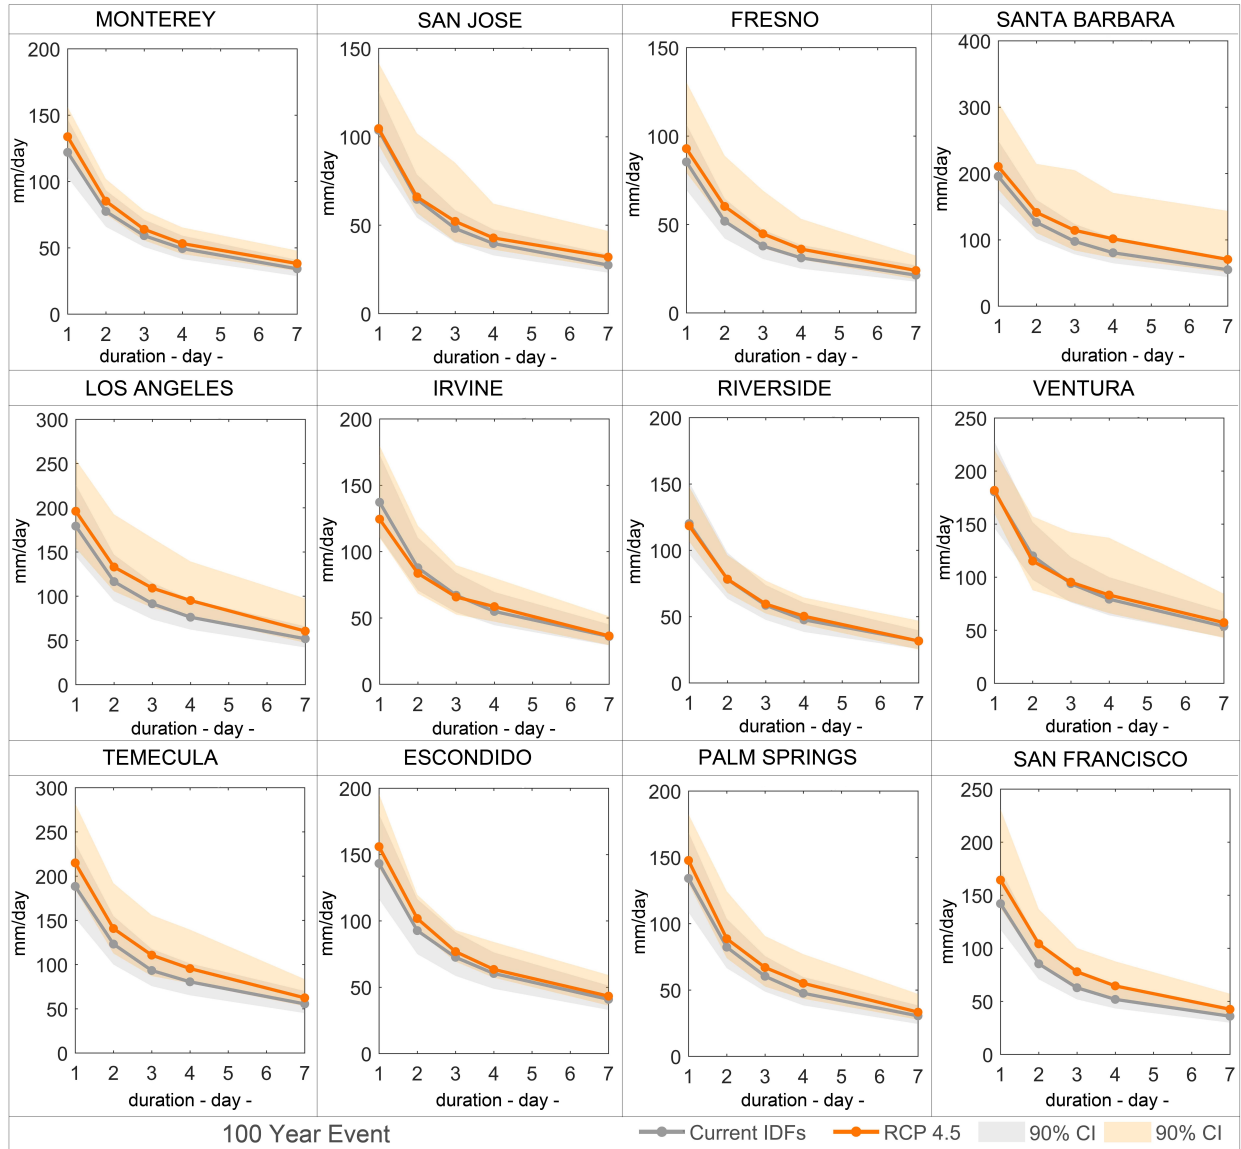 MONTEREY SAN JOSE FRESNO SANTA BARBARA
200 150 100 50 0
mm/day
1 2 3 4 5 6 7
duration - day -
150 100 50 0
mm/day
1 2 3 4 5 6 7
duration - day -
150 100 50 0
mm/day
1 2 3 4 5 6 7
duration - day -
400 300 200 100 0
mm/day
1 2 3 4 5 6 7
duration - day -
LOS ANGELES IRVINE RIVERSIDE VENTURA
300 250 200 150 100 50 0
mm/day
1 2 3 4 5 6 7
duration - day -
200 150 100 50 0
mm/day
1 2 3 4 5 6 7
duration - day -
200 150 100 50 0
mm/day
1 2 3 4 5 6 7
duration - day -
250 200 150 100 50 0
mm/day
1 2 3 4 5 6 7
duration - day -
TEMECULA ESCONDIDO PALM SPRINGS SAN FRANCISCO
300 250 200 150 100 50 0
mm/day
1 2 3 4 5 6 7
duration - day -
200 150 100 50 0
mm/day
1 2 3 4 5 6 7
duration - day -
200 150 100 50 0
mm/day
1 2 3 4 5 6 7
duration - day -
250 200 150 100 50 0
mm/day
1 2 3 4 5 6 7
duration - day -
100 Year Event Current IDFs RCP 4.5 90% CI 90% CI